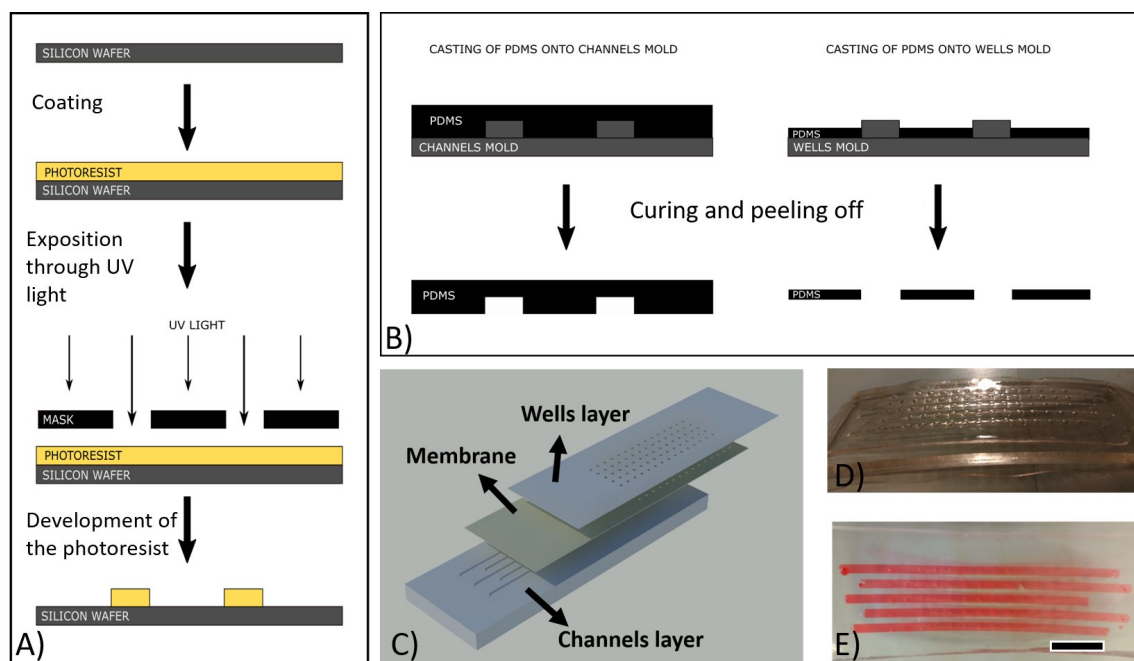 SILICON WAFER
Coating
PHOTORESIST
SILICON WAFER
Exposition
through UV
light
UV LIGHT
MASK
PHOTORESIST
SILICON WAFER
Development of
the photoresist
SILICON WAFER
A)
CASTING OF PDMS ONTO CHANNELS MOLD
CASTING OF PDMS ONTO WELLS MOLD
PDMS
CHANNELS MOLD
PDMS
WELLS MOLD
Curing and peeling off
PDMS
PDMS
B)
Wells layer
Membrane
Channels layer
C)
D)
E)